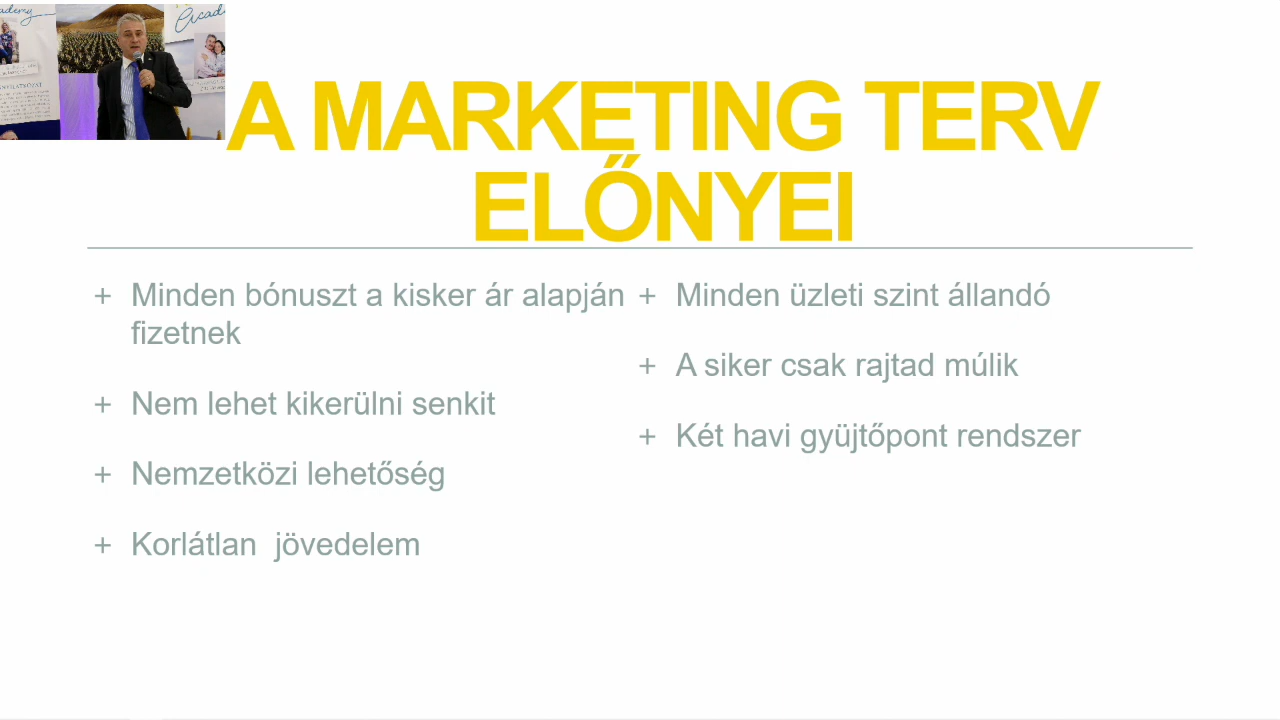 A MARKETING TERV
ELŐNYEI
+ Minden bónuszt a kisker ár alapján
fizetnek
+ Nem lehet kikerülni senkit
+ Nemzetközi lehetőség
+ Korlátlan jövedelem
+ Minden üzleti szint állandó
+ A siker csak rajtad múlik
+ Két havi gyüjtőpont rendszer